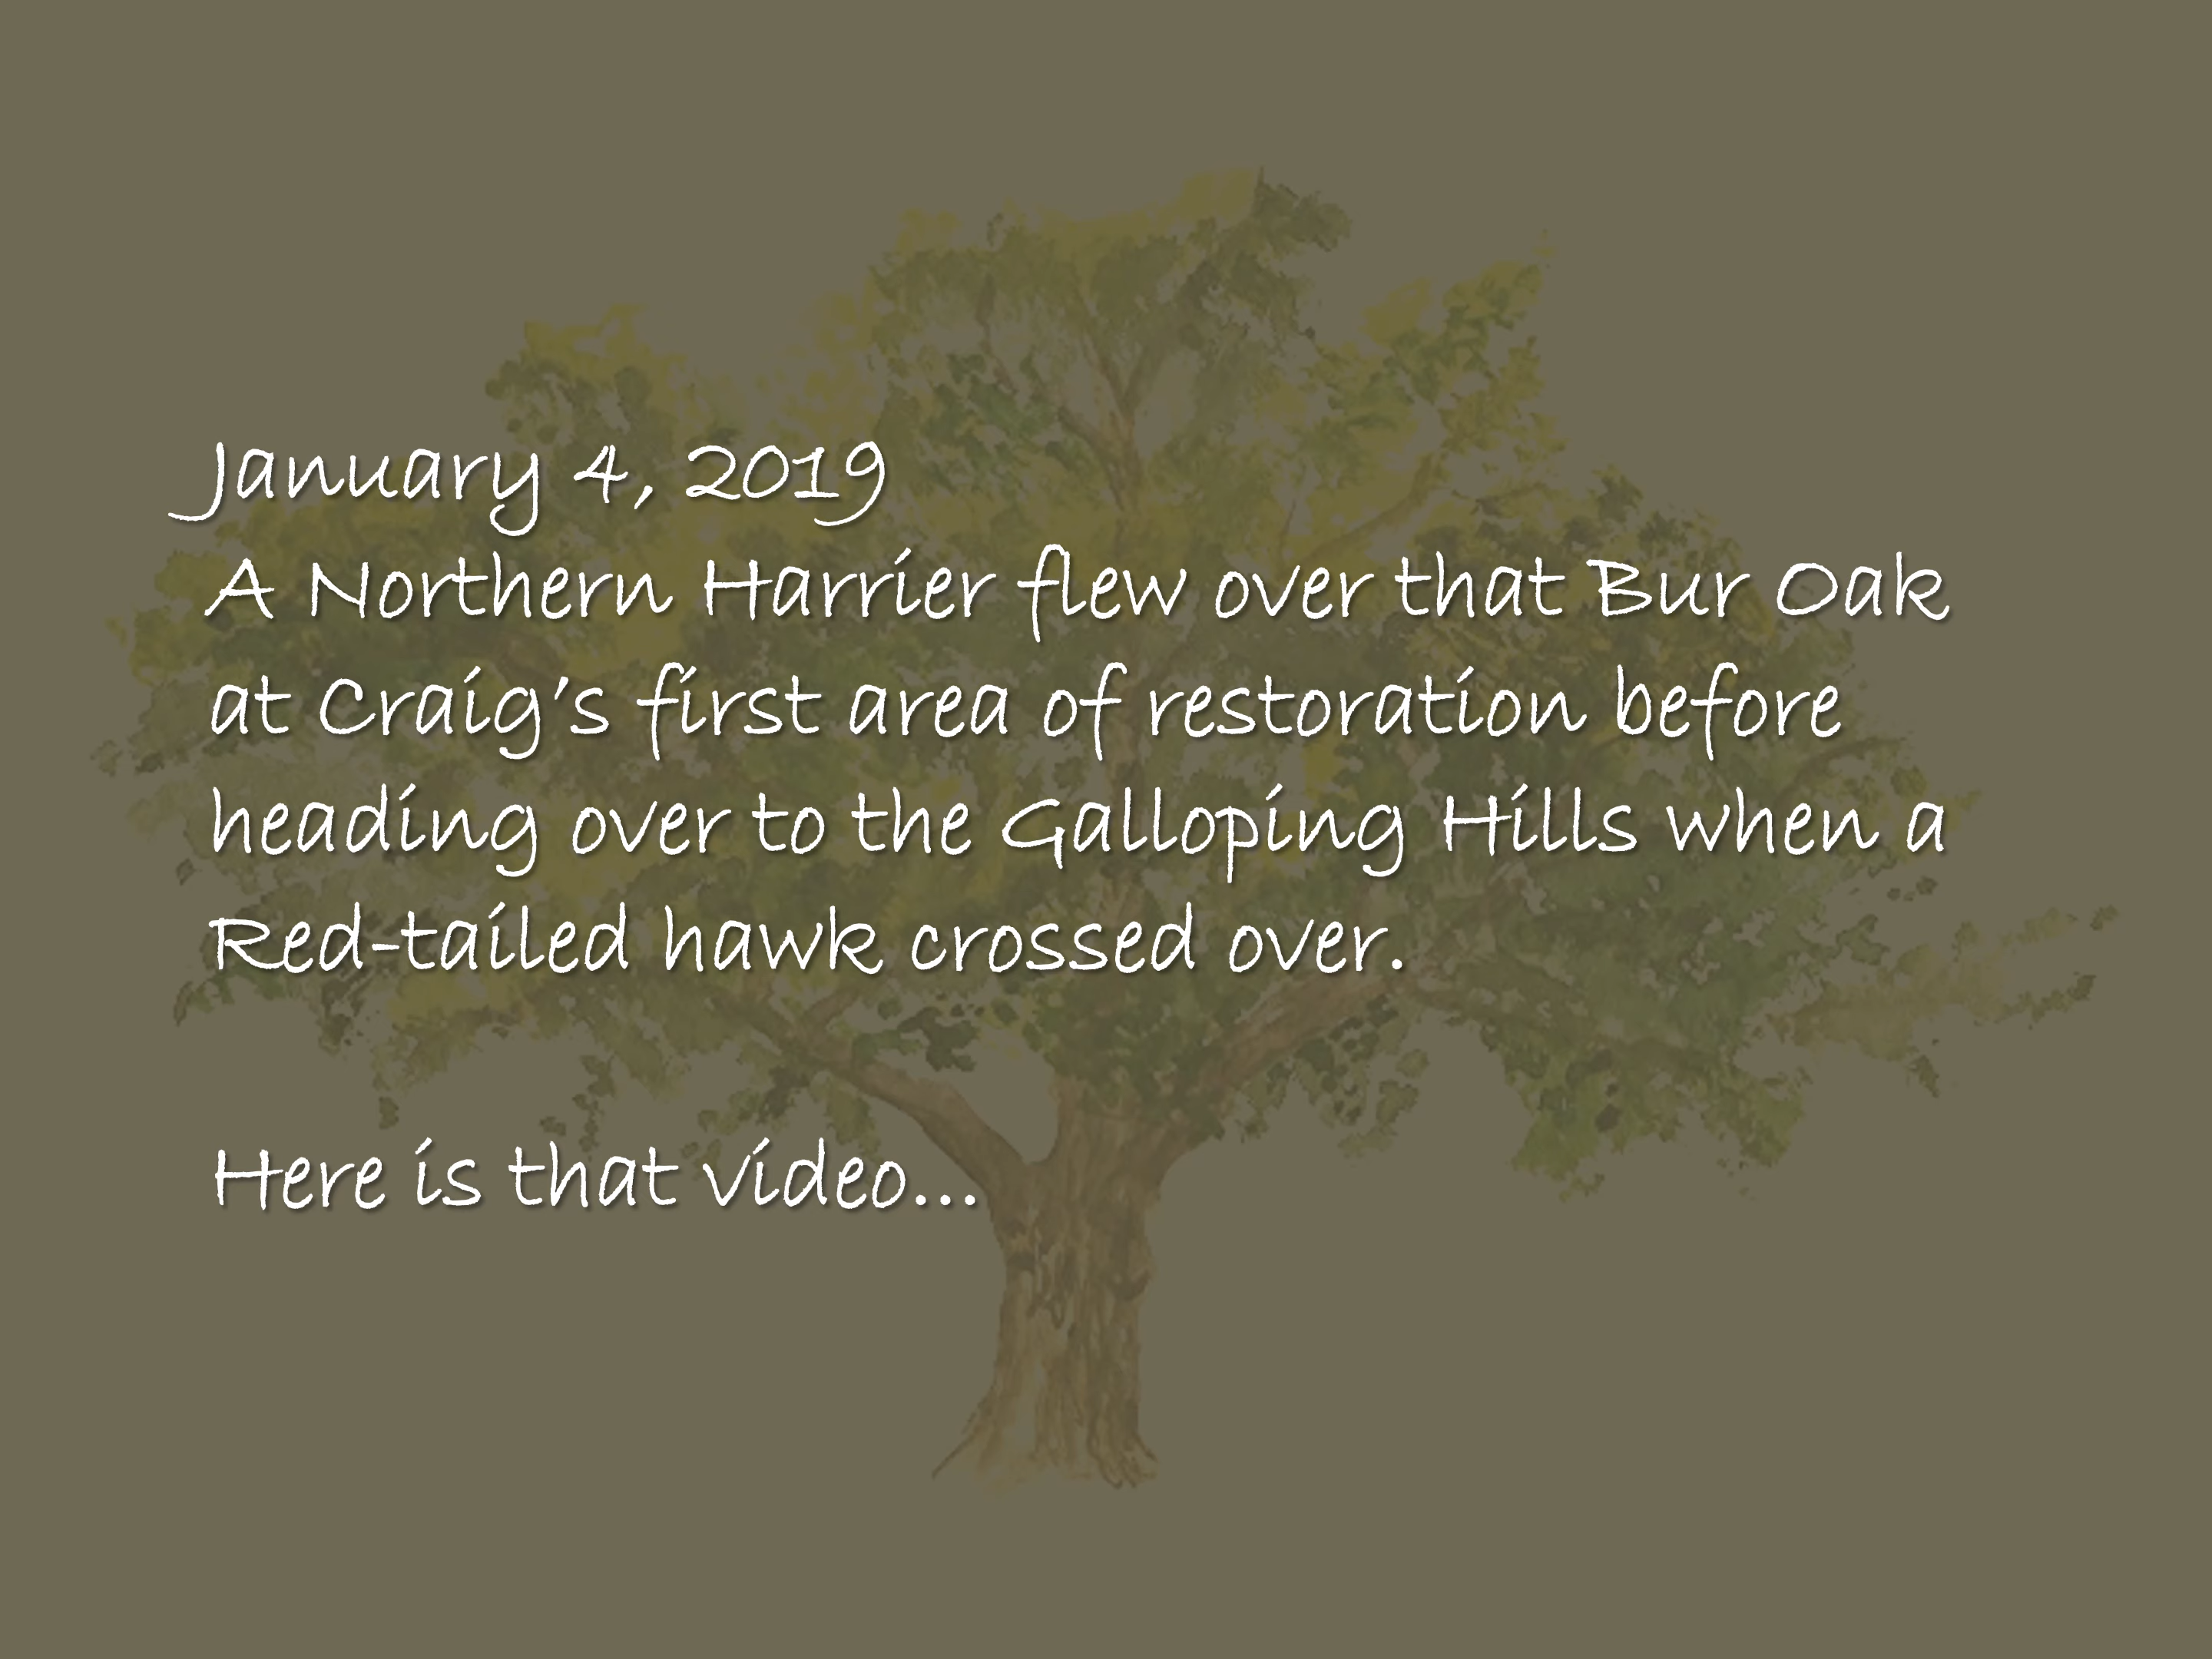 January 4, 2019
A Northern Harrier flew over that Bur Oak
at Craig’s first area of restoration before
heading over to the Galloping Hills when a
Red-tailed hawk crossed over.
Here is that video…